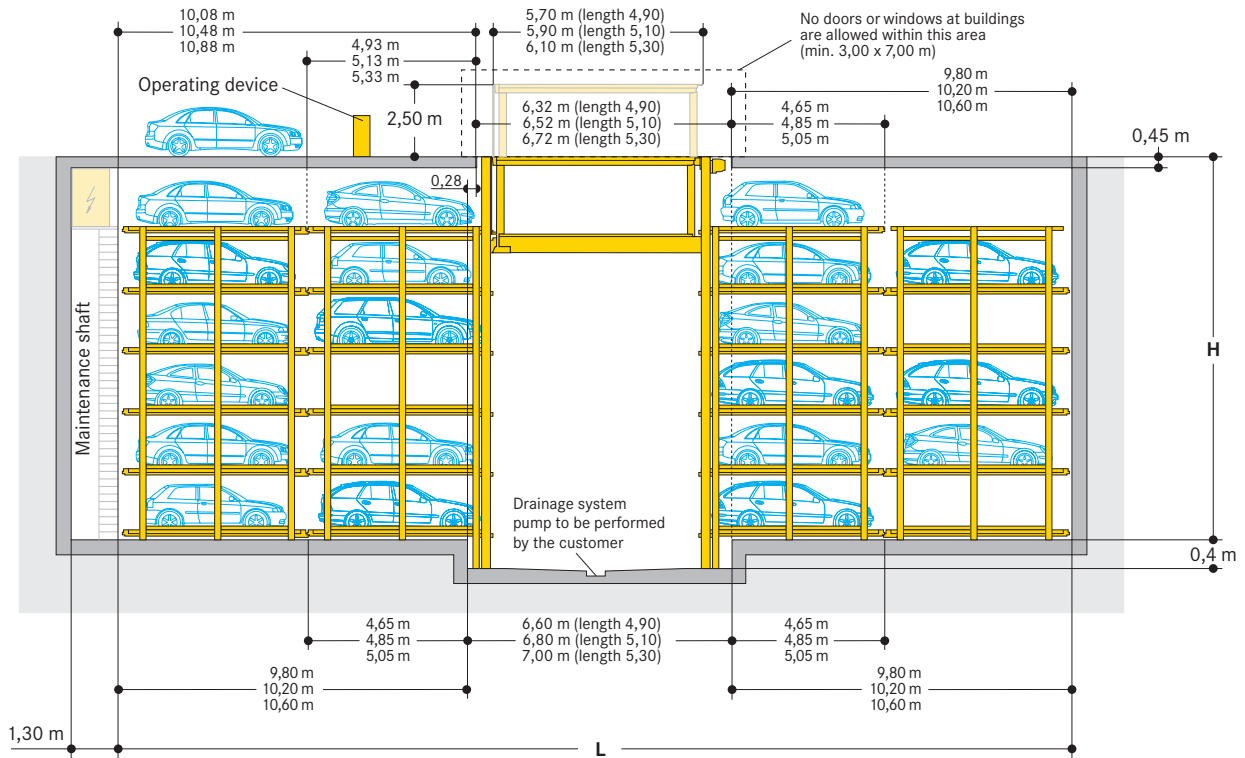 10,08 m
10,48 m
10,88 m
4,93 m
5,13 m
5,33 m
5,70 m (length 4,90)
5,90 m (length 5,10)
6,10 m (length 5,30)
No doors or windows at buildings
are allowed within this area
(min. 3,00 x 7,00 m)
9,80 m
10,20 m
10,60 m
Operating device
2,50 m
6,32 m (length 4,90)
6,52 m (length 5,10)
6,72 m (length 5,30)
4,65 m
4,85 m
5,05 m
0,45 m
0,28
Maintenance shaft
H
Drainage system
pump to be performed
by the customer
0,4 m
4,65 m
4,85 m
5,05 m
6,60 m (length 4,90)
6,80 m (length 5,10)
7,00 m (length 5,30)
4,65 m
4,85 m
5,05 m
9,80 m
10,20 m
10,60 m
9,80 m
10,20 m
10,60 m
1,30 m
L